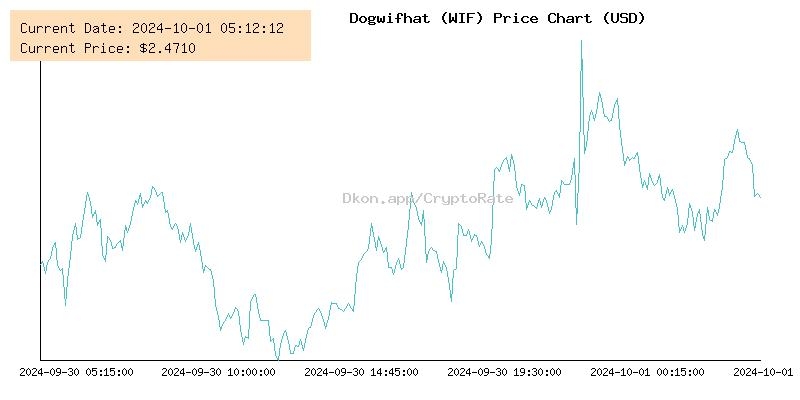 Dogwifhat (WIF) Price Chart (USD)
Current Date: 2024-10-01 05:12:12
Current Price: $2.4710
Dkon.app/CryptoRate
2024-09-30 05:15:00
2024-09-30 10:00:00
2024-09-30 14:45:00
2024-09-30 19:30:00
2024-10-01 00:15:00
2024-10-01